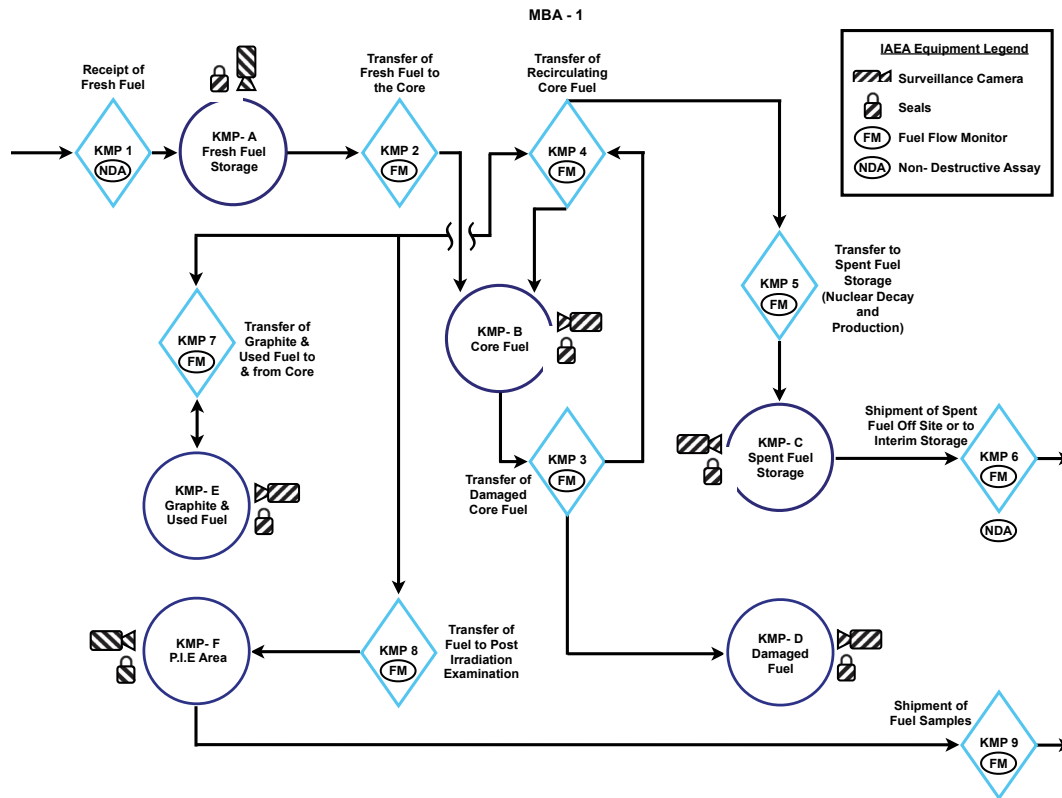 MBA - 1
IAEA Equipment Legend
Surveillance Camera
Seals
FM
Fuel Flow Monitor
NDA
Non- Destructive Assay
Receipt of
Fresh Fuel
KMP 1
NDA
KMP- A
Fresh Fuel
Storage
Transfer of
Fresh Fuel to
the Core
KMP 2
FM
Transfer of
Recirculating
Core Fuel
KMP 4
FM
Transfer to
Spent Fuel
Storage
(Nuclear Decay
and
Production)
KMP 5
FM
KMP 7
FM
Transfer of
Graphite &
Used Fuel to
& from Core
KMP- B
Core Fuel
KMP- E
Graphite &
Used Fuel
Transfer of
Damaged
Core Fuel
KMP 3
FM
KMP- C
Spent Fuel
Storage
Shipment of Spent
Fuel Off Site or to
Interim Storage
KMP 6
FM
NDA
KMP- F
P.I.E Area
KMP 8
FM
Transfer of
Fuel to Post
Irradiation
Examination
KMP- D
Damaged
Fuel
Shipment of
Fuel Samples
KMP 9
FM